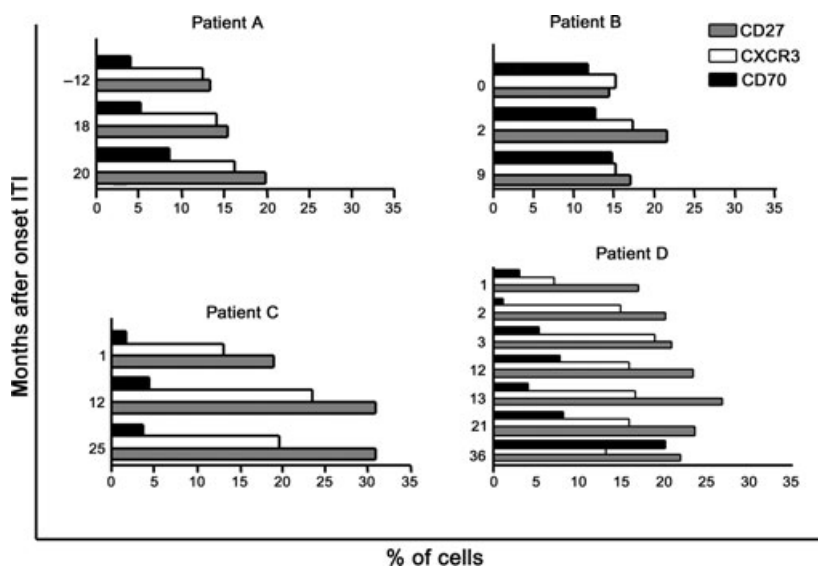 Patient A
Patient B
CD27
CXCR3
CD70
–12
18
20
0 5 10 15 20 25 30 35
0
2
9
0 5 10 15 20 25 30 35
Months after onset ITI
Patient C
1
12
25
0 5 10 15 20 25 30 35
Patient D
1
2
3
12
13
21
36
0 5 10 15 20 25 30 35
% of cells